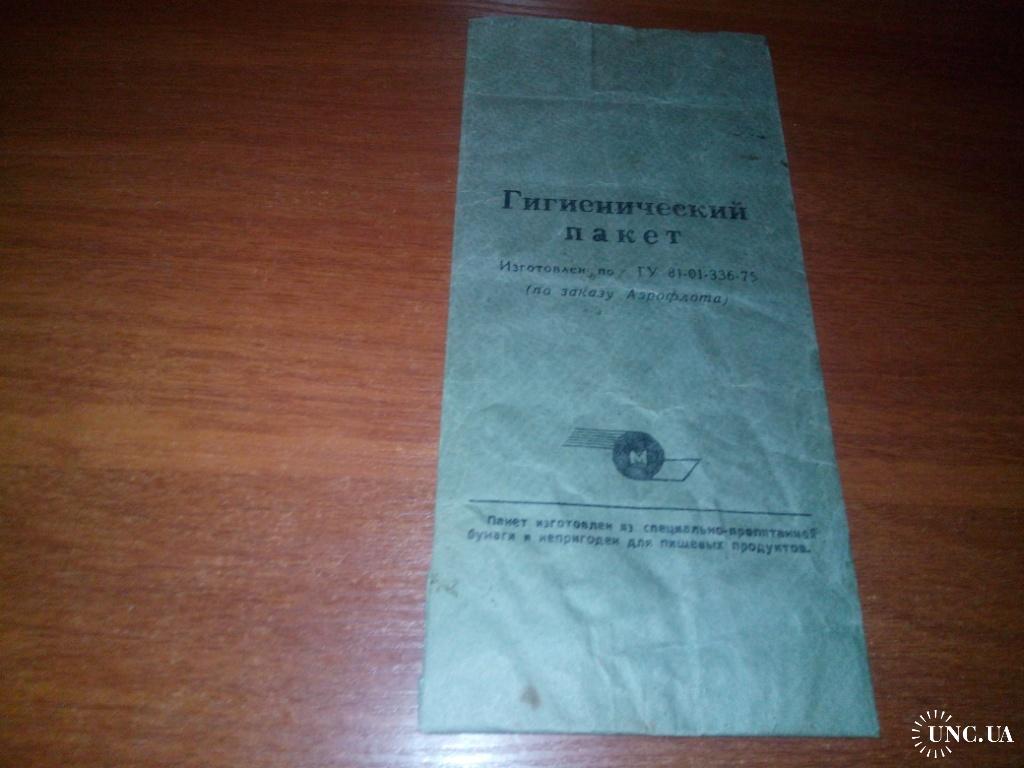 Гигиенический
пакет
Изготовлен по ТУ 81-01-336-75
(по заказу Аэрофлота)
М
Пакет изготовлен из специально-пропитанной
бумаги и непригоден для пищевых продуктов.
UNC.UA